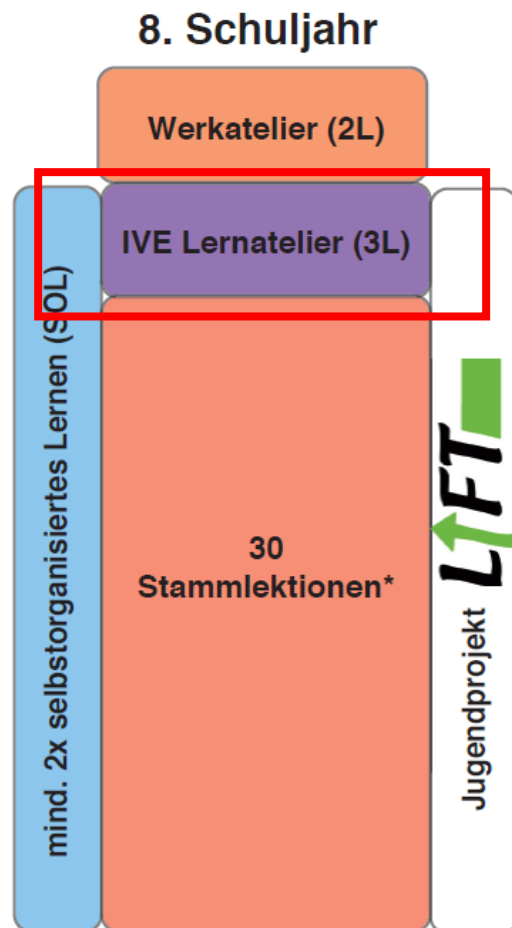 8. Schuljahr
Werkatelier (2L)
IVE Lernatelier (3L)
mind. 2x selbstorganisiertes Lernen (SOL)
30
Stammlektionen*
Jugendprojekt
LIFT